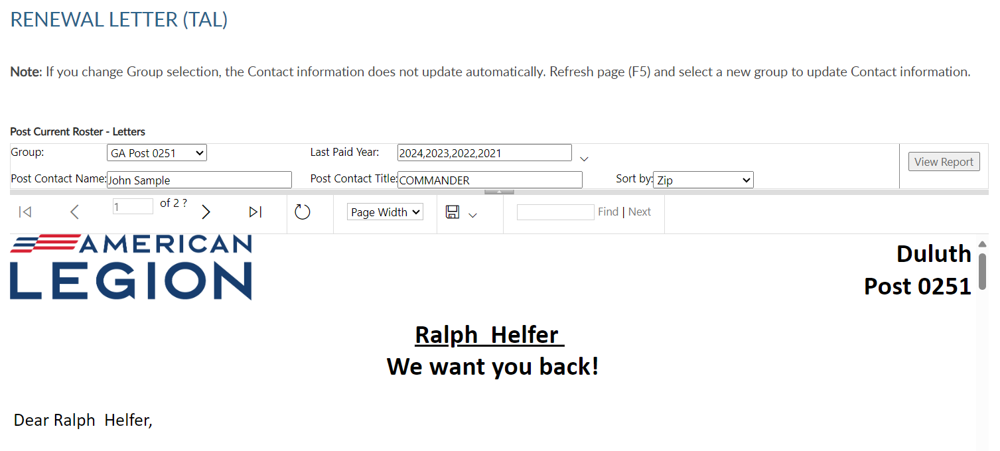 RENEWAL LETTER (TAL)
Note: If you change Group selection, the Contact information does not update automatically. Refresh page (F5) and select a new group to update Contact information.
Post Current Roster - Letters
Group: GA Post 0251 Last Paid Year: 2024,2023,2022,2021 View Report
Post Contact Name: John Sample Post Contact Title: COMMANDER Sort by: Zip
1 of 2 ? Page Width Find | Next
AMERICAN
LEGION
Duluth
Post 0251
Ralph  Helfer
We want you back!
Dear Ralph  Helfer,